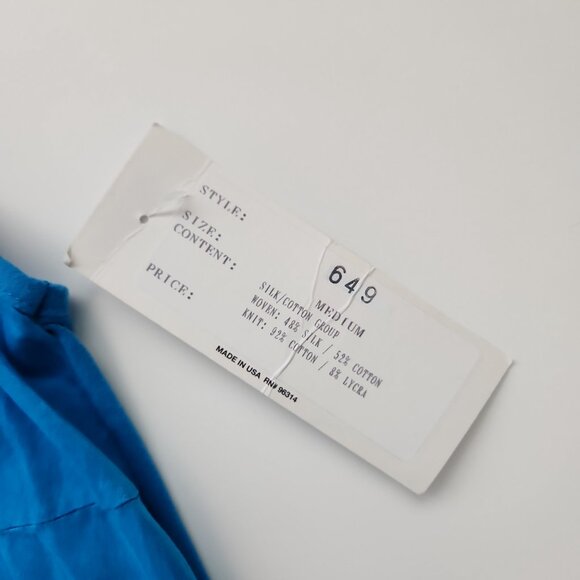 STYLE: 649
SIZE: MEDIUM
CONTENT: SILK/COTTON GROUP
WOVEN: 48% SILK / 52% COTTON
KNIT: 92% COTTON / 8% LYCRA
PRICE:
MADE IN USA RN# 96314